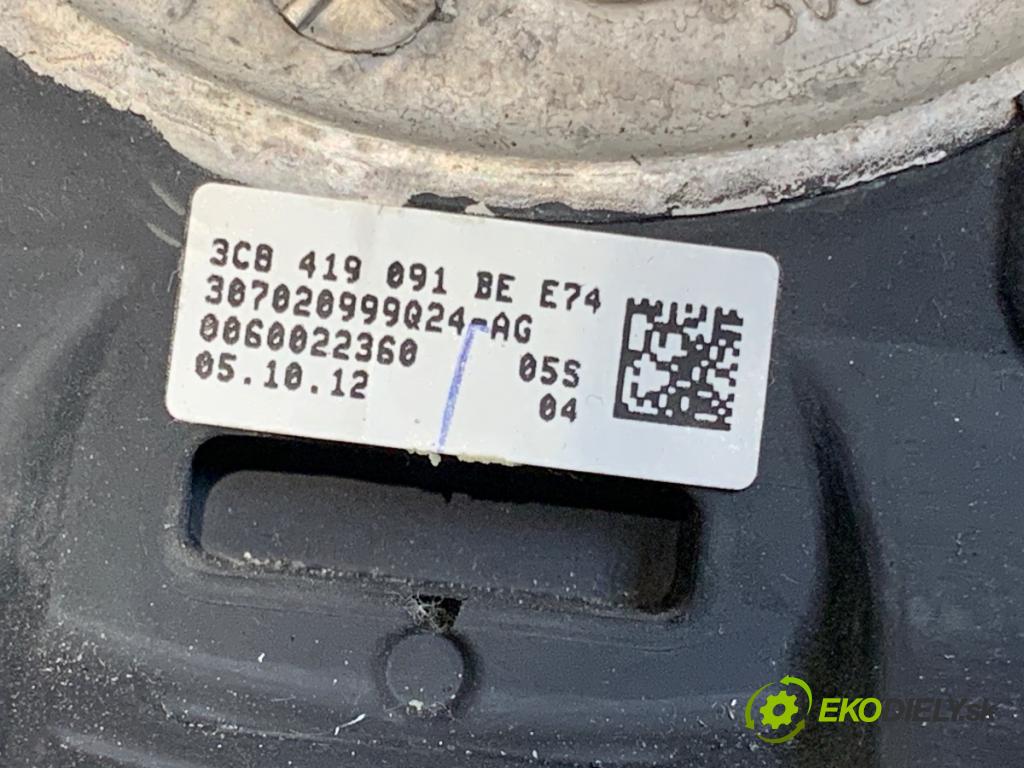 3C8 419 091 BE E74
307020999Q24-AG
0060022360 05S
05.10.12 04
EKODIELY.sk